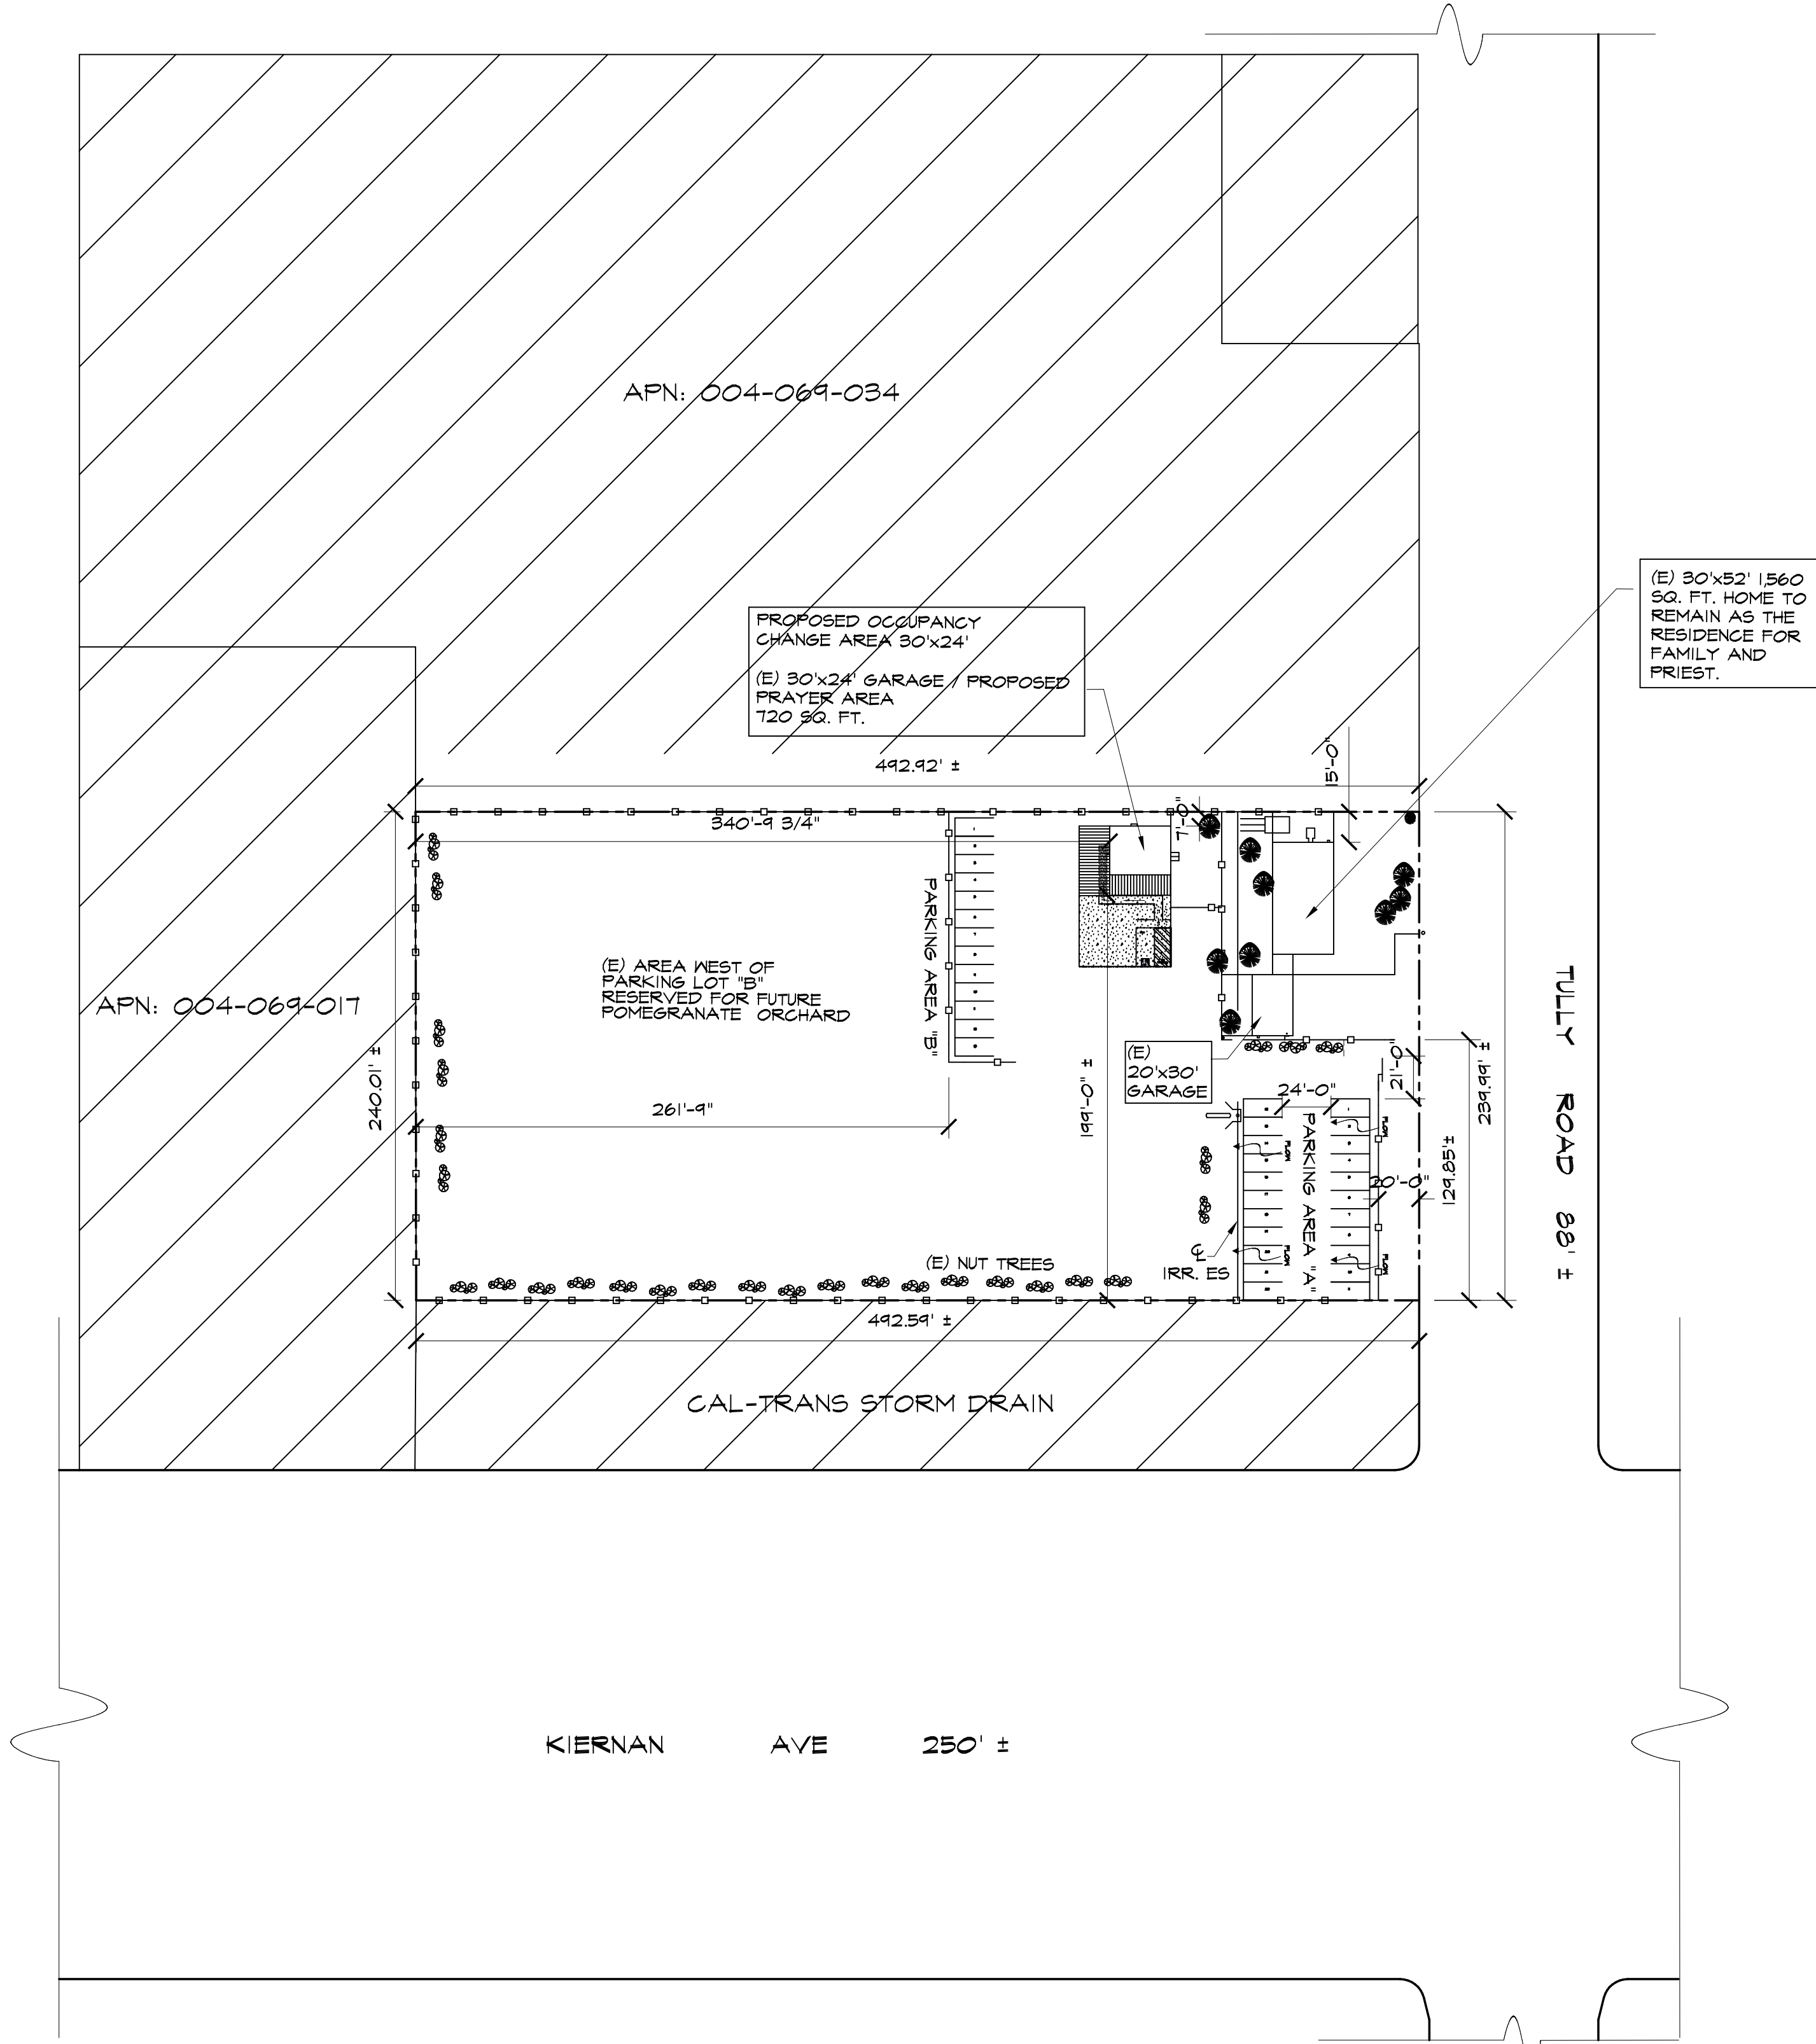 APN: 004-069-034
(E) 30'x52' 1,560
SQ. FT. HOME TO
REMAIN AS THE
RESIDENCE FOR
FAMILY AND
PRIEST.
PROPOSED OCCUPANCY
CHANGE AREA 30'x24'
(E) 30'x24' GARAGE / PROPOSED
PRAYER AREA
720 SQ. FT.
492.92' ±
15'-0"
340'-9 3/4"
7'-0"
PARKING AREA "B"
(E) AREA WEST OF
PARKING LOT "B"
RESERVED FOR FUTURE
POMEGRANATE ORCHARD
APN: 004-069-017
240.01' ±
261'-9"
199'-0" ±
(E)
20'x30'
GARAGE
24'-0"
21'-0"
239.99' ±
129.85'±
20'-0"
PARKING AREA "A"
FLOW
FLOW
FLOW
FLOW
TULLY ROAD 88' ±
(E) NUT TREES
℄
IRR. ES
492.59' ±
CAL-TRANS STORM DRAIN
KIERNAN AVE 250' ±